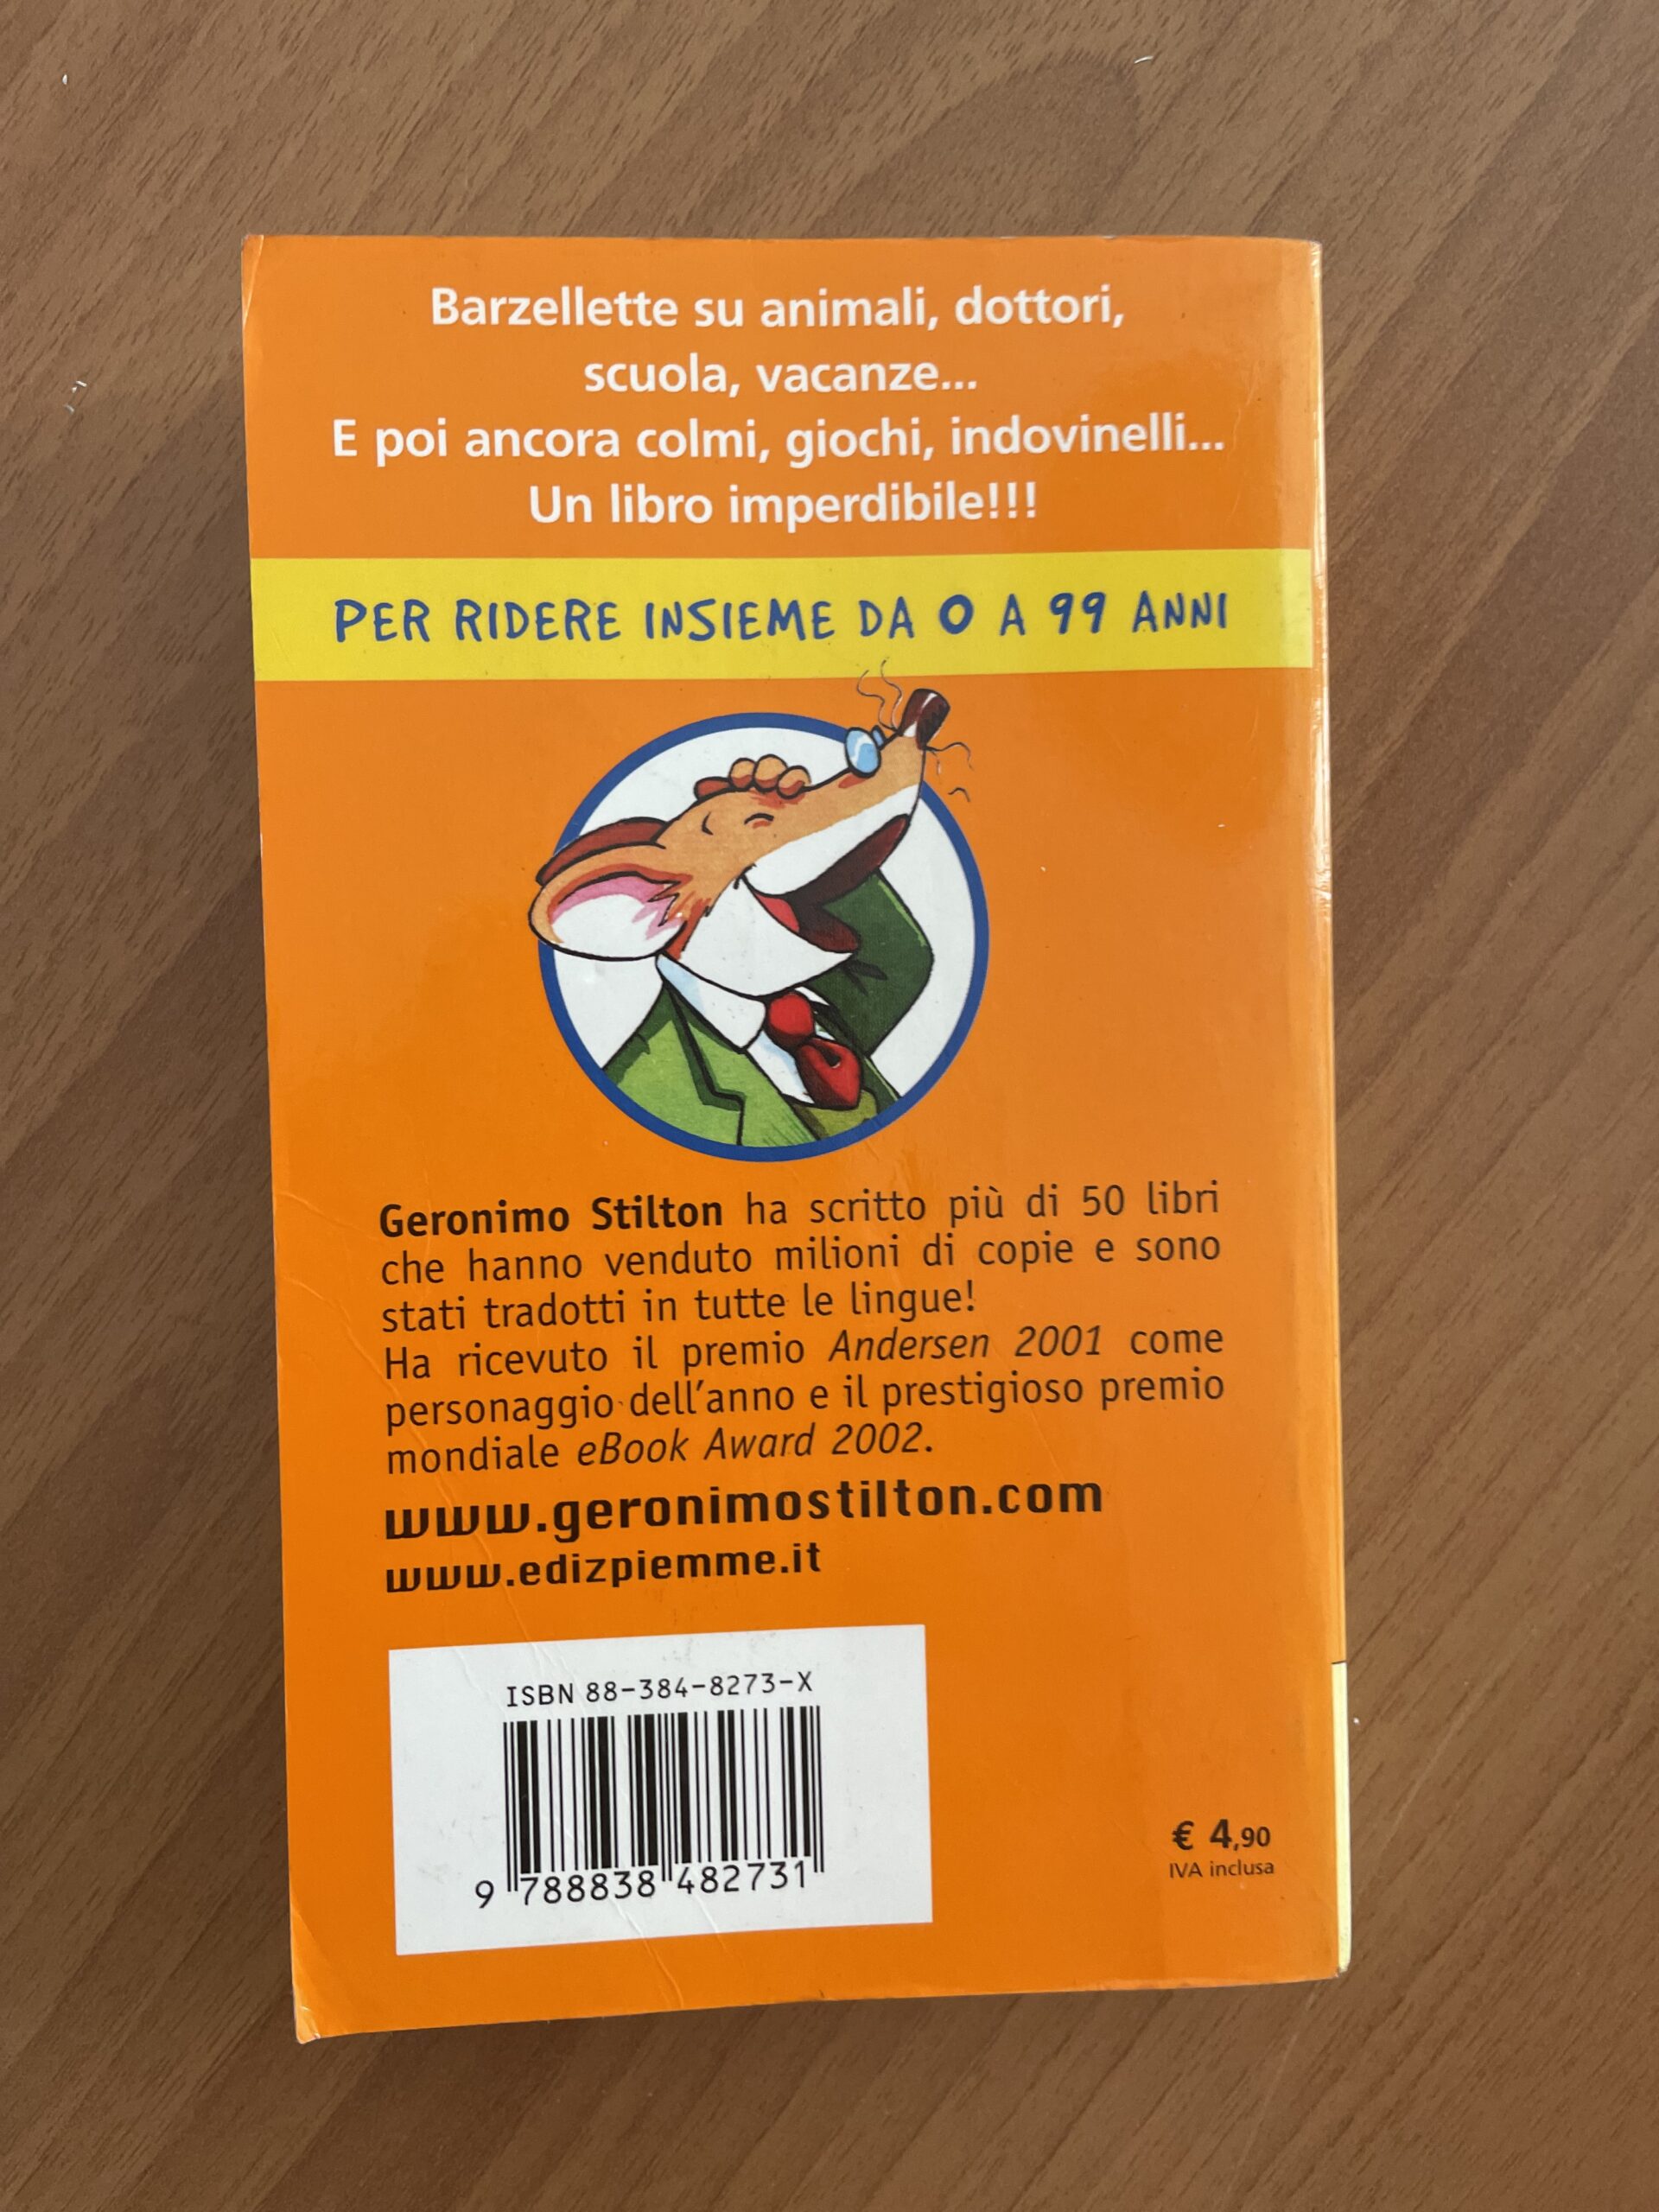 Barzellette su animali, dottori,
scuola, vacanze...
E poi ancora colmi, giochi, indovinelli...
Un libro imperdibile!!!
PER RIDERE INSIEME DA 0 A 99 ANNI
Geronimo Stilton ha scritto più di 50 libri
che hanno venduto milioni di copie e sono
stati tradotti in tutte le lingue!
Ha ricevuto il premio Andersen 2001 come
personaggio dell'anno e il prestigioso premio
mondiale eBook Award 2002.
www.geronimostilton.com
www.edizpiemme.it
ISBN 88-384-8273-X
9 788838 482731
€ 4,90
IVA inclusa